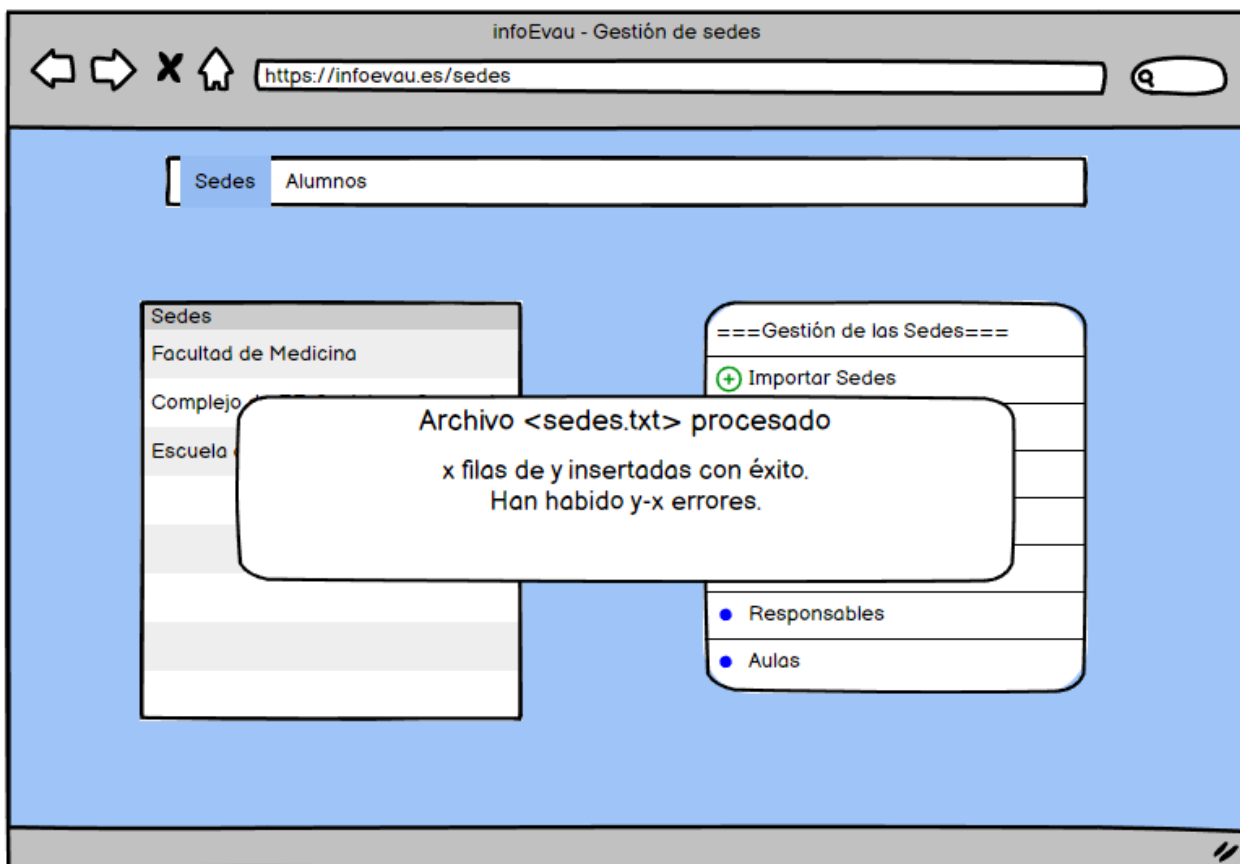 infoEvau - Gestión de sedes
https://infoevau.es/sedes
Sedes Alumnos
Sedes
Facultad de Medicina
Complejo
Escuela
===Gestión de las Sedes===
Importar Sedes
Archivo <sedes.txt> procesado
x filas de y insertadas con éxito.
Han habido y-x errores.
Responsables
Aulas